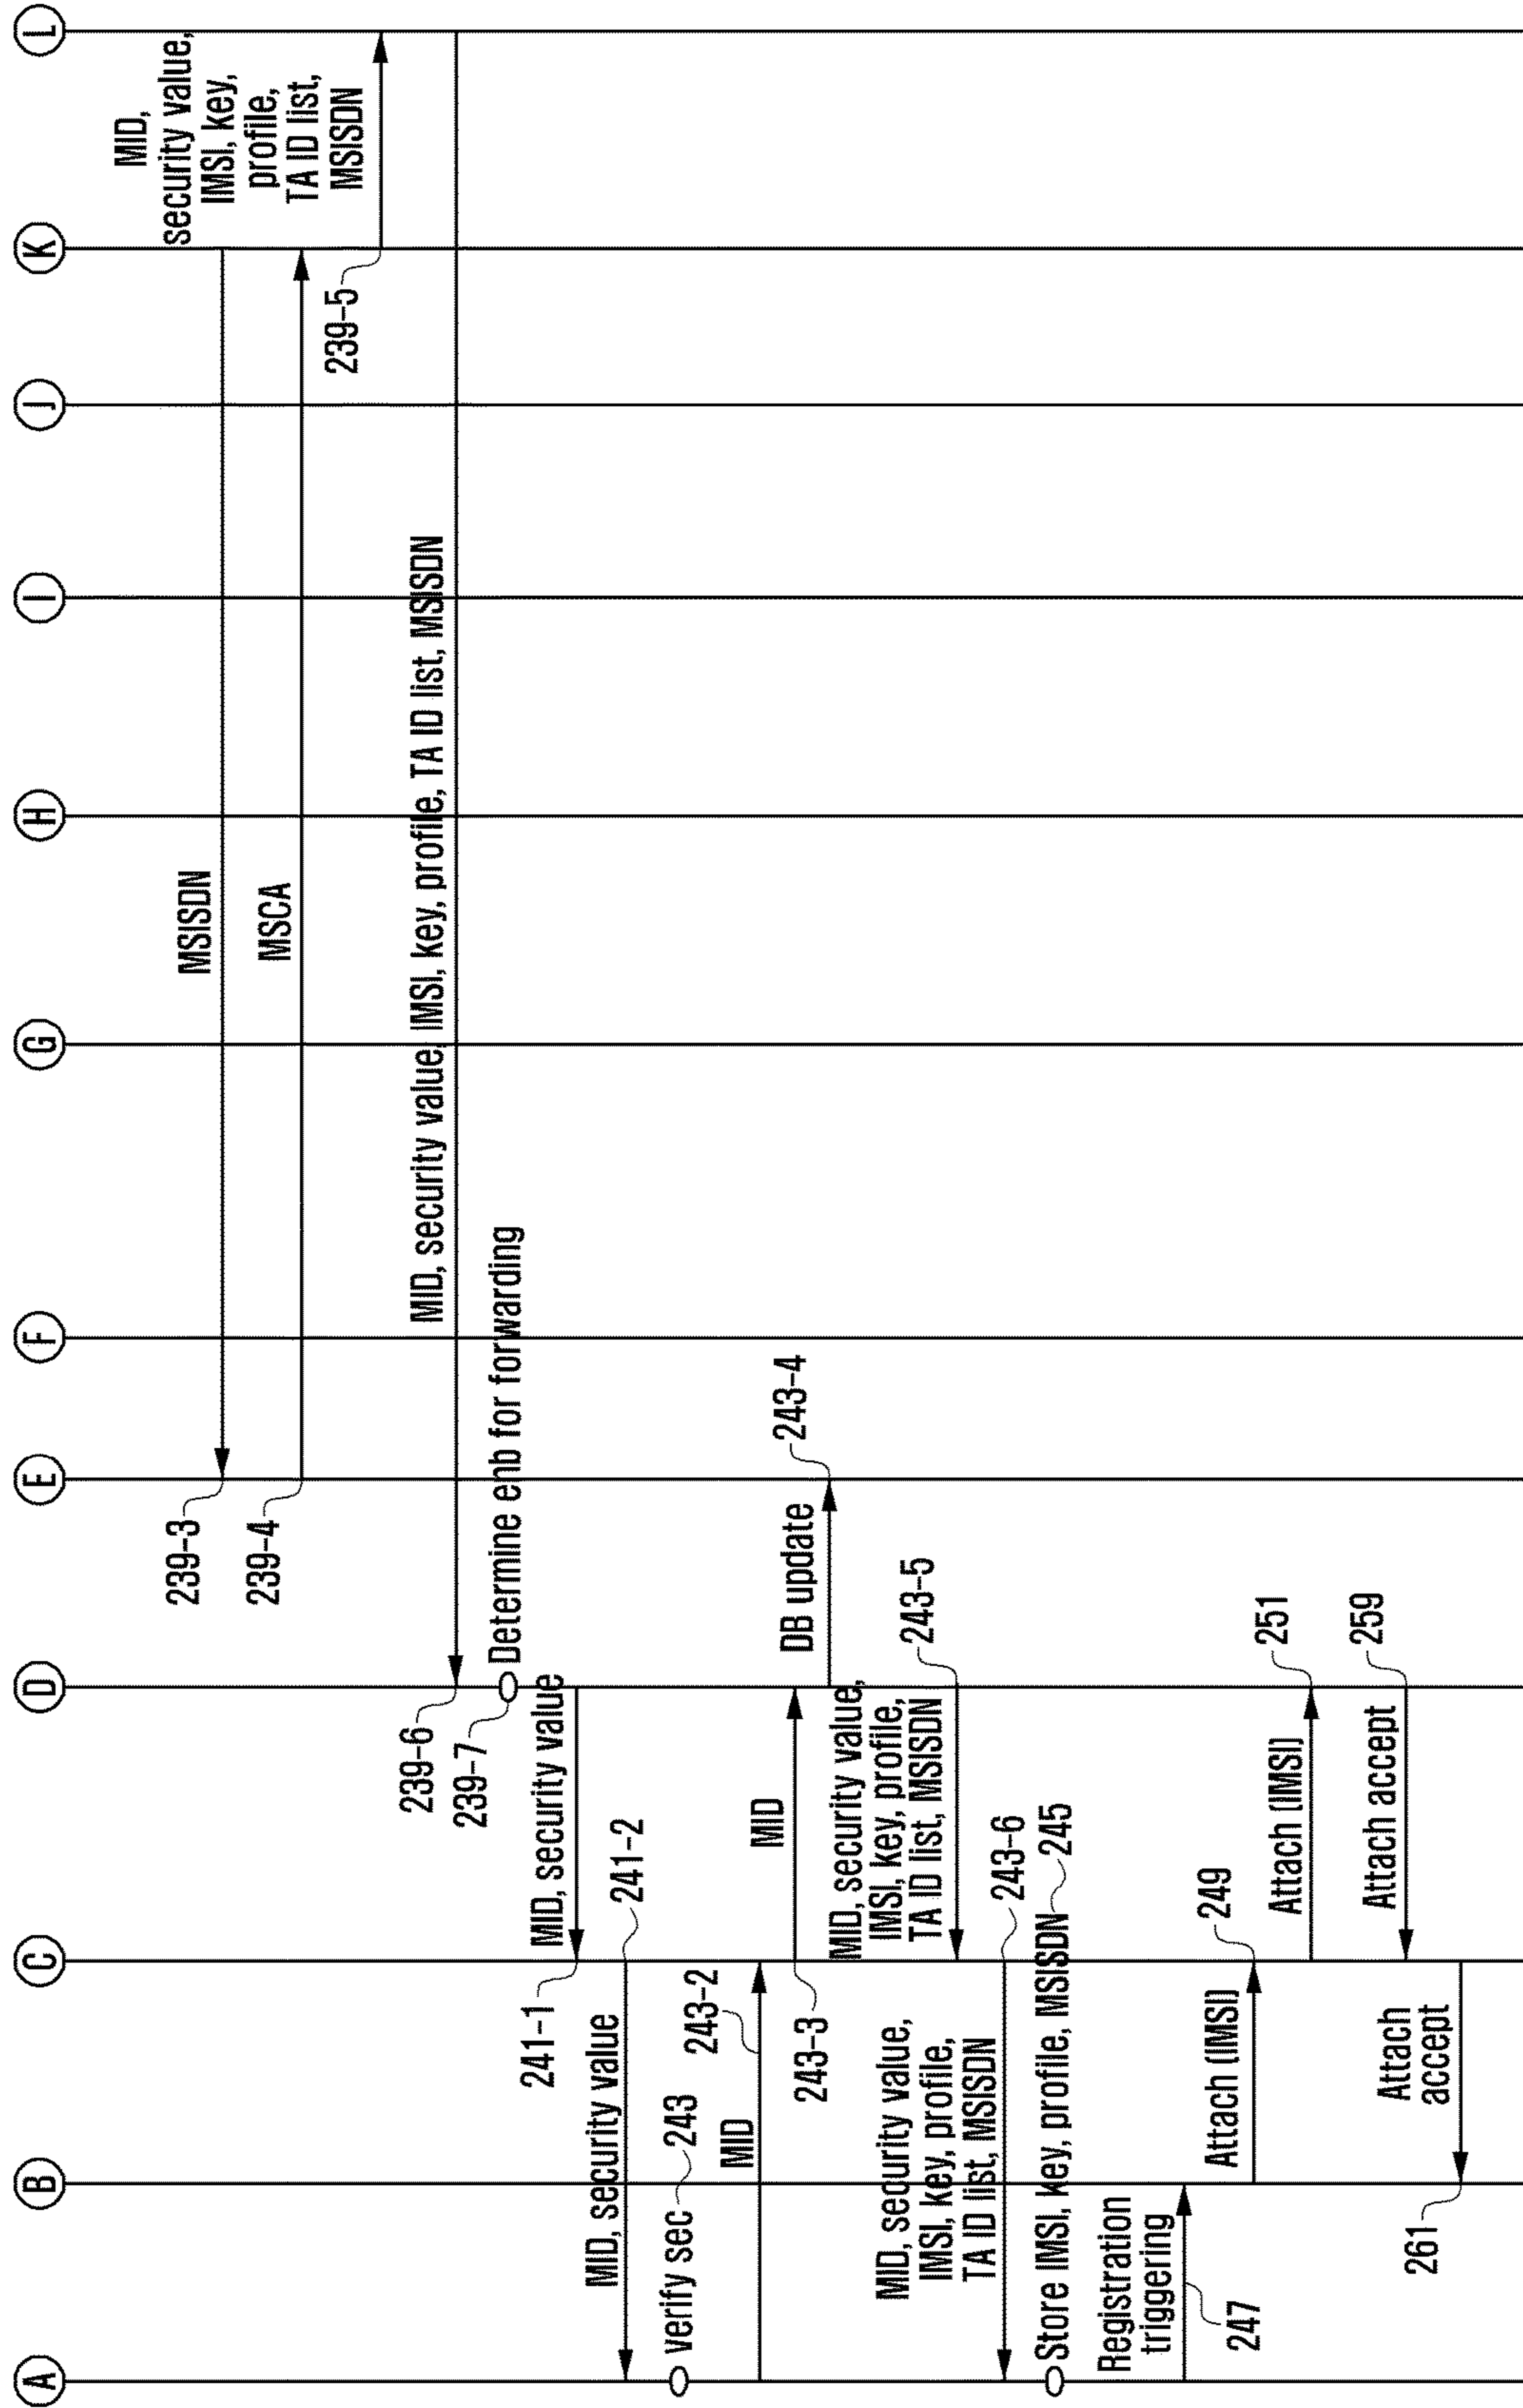 A
B
C
D
E
F
G
H
I
J
K
L
MSISDN
239-3
MSCA
239-4
MID,
security value,
IMSI, key,
profile,
TA ID list,
MSISDN
239-5
MID, security value, IMSI, key, profile, TA ID list, MSISDN
239-6
239-7
Determine enb for forwarding
MID, security value
241-1
MID, security value
241-2
verify sec
243
MID
243-2
MID
243-3
DB update
243-4
MID, security value,
IMSI, key, profile,
TA ID list, MSISDN
243-5
MID, security value,
IMSI, key, profile,
TA ID list, MSISDN
243-6
Store IMSI, key, profile, MSISDN
245
Registration
triggering
247
Attach (IMSI)
249
Attach (IMSI)
251
Attach accept
259
Attach
accept
261